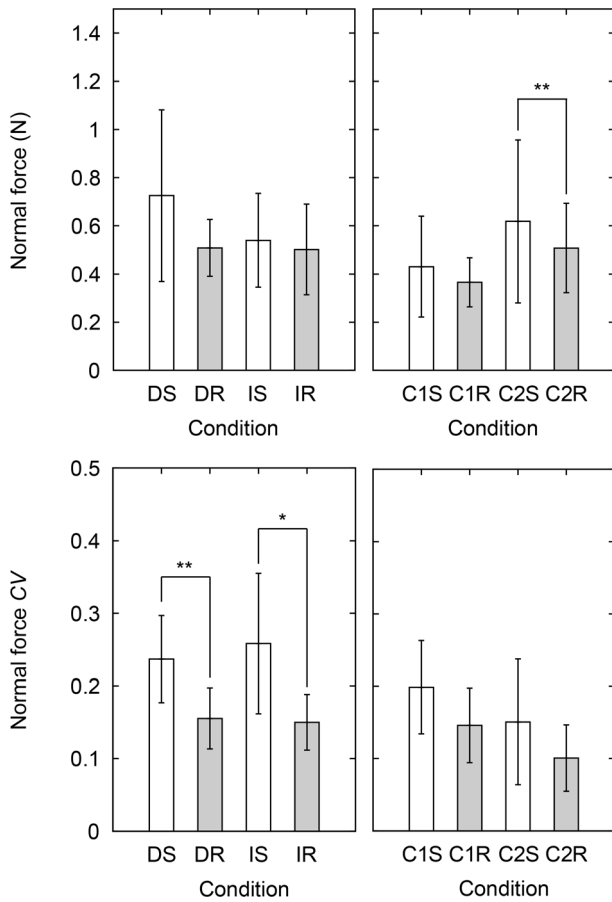 Normal force (N)
1.4
1.2
1
0.8
0.6
0.4
0.2
0
DS DR IS IR
Condition
**
C1S C1R C2S C2R
Condition
Normal force CV
0.5
0.4
0.3
0.2
0.1
0
**
*
DS DR IS IR
Condition
C1S C1R C2S C2R
Condition